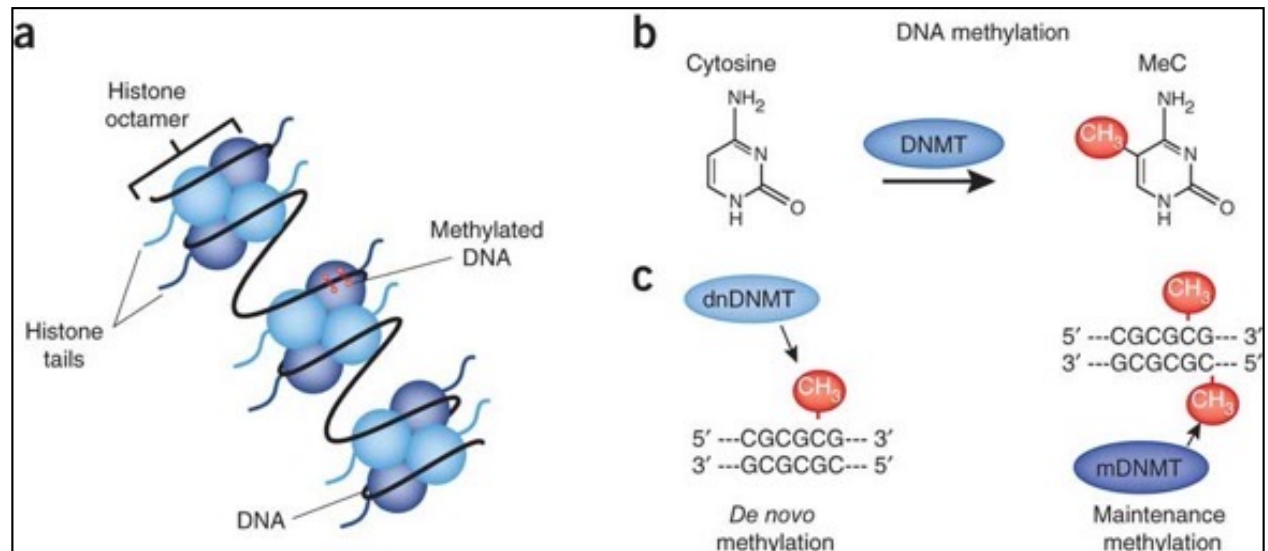 a
Histone
octamer
Methylated
DNA
Histone
tails
DNA
b
DNA methylation
Cytosine
MeC
NH₂
N
N
H
O
DNMT
CH₃
NH₂
N
N
H
O
c
dnDNMT
CH₃
5′ ---CGCGCG--- 3′
3′ ---GCGCGC--- 5′
De novo
methylation
CH₃
5′ ---CGCGCG--- 3′
3′ ---GCGCGC--- 5′
CH₃
mDNMT
Maintenance
methylation